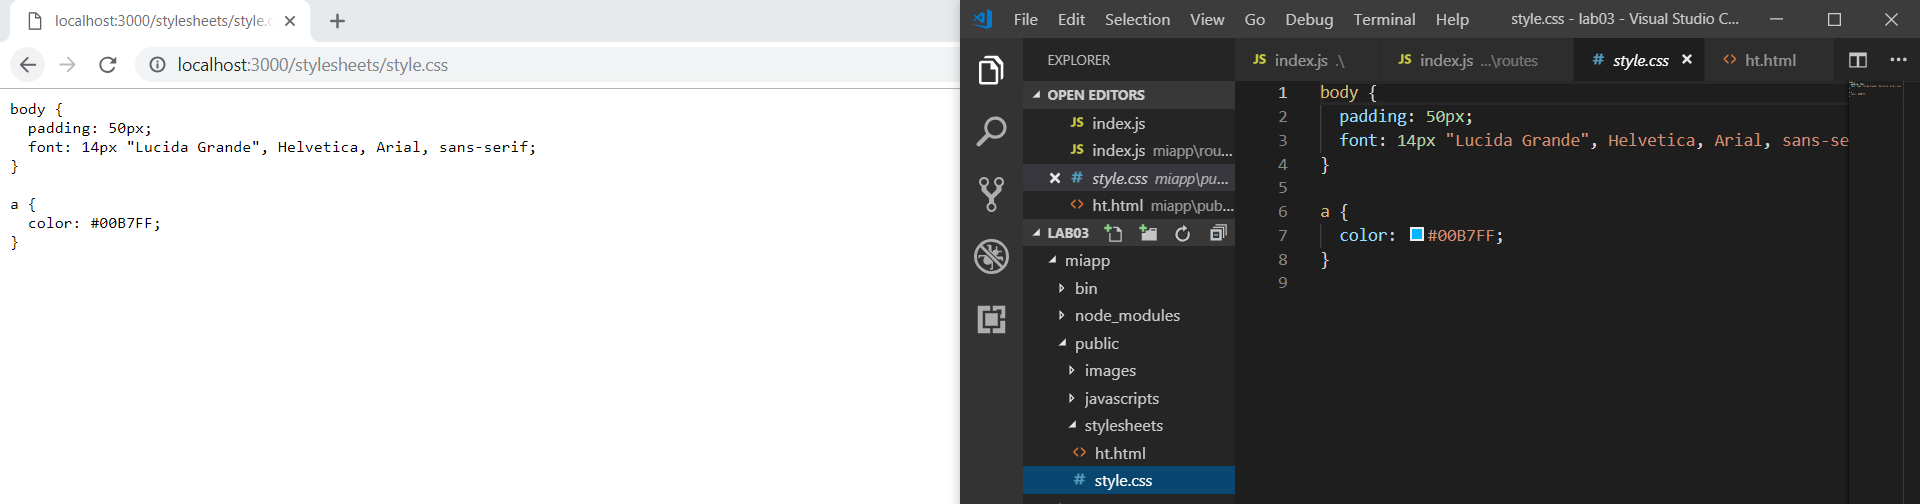 localhost:3000/stylesheets/style.c
localhost:3000/stylesheets/style.css
body {
  padding: 50px;
  font: 14px "Lucida Grande", Helvetica, Arial, sans-serif;
}
a {
  color: #00B7FF;
}
File Edit Selection View Go Debug Terminal Help style.css - lab03 - Visual Studio C...
EXPLORER
OPEN EDITORS
JS index.js
JS index.js miapp\rou...
# style.css miapp\pu...
<> ht.html miapp\pub...
LAB03
miapp
bin
node_modules
public
images
javascripts
stylesheets
<> ht.html
# style.css
JS index.js .\ JS index.js ...\routes # style.css <> ht.html
1 body {
2   padding: 50px;
3   font: 14px "Lucida Grande", Helvetica, Arial, sans-se
4 }
5
6 a {
7   color: #00B7FF;
8 }
9